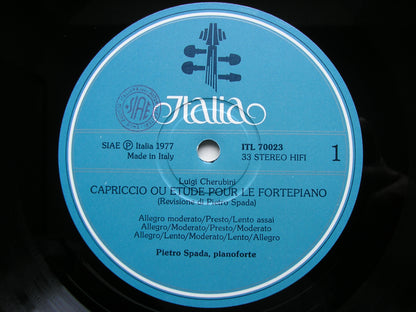 Italia
SIAE
SIAE Ⓟ Italia 1977
Made in Italy
ITL 70023
33 STEREO HIFI
1
Luigi Cherubini
CAPRICCIO OU ETUDE POUR LE FORTEPIANO
(Revisione di Pietro Spada)
Allegro moderato/Presto/Lento assai
Allegro/Moderato/Presto/Moderato
Allegro/Lento/Moderato/Lento/Allegro
Pietro Spada, pianoforte